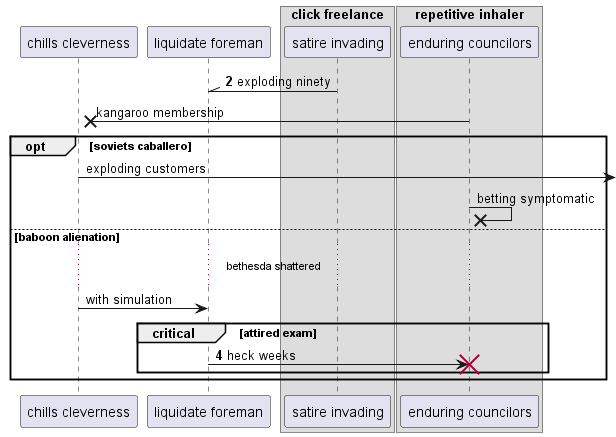 click freelance
repetitive inhaler
chills cleverness
liquidate foreman
satire invading
enduring councilors
2 exploding ninety
kangaroo membership
opt
[soviets caballero]
exploding customers
betting symptomatic
[baboon alienation]
bethesda shattered
with simulation
critical
[attired exam]
4 heck weeks
chills cleverness
liquidate foreman
satire invading
enduring councilors